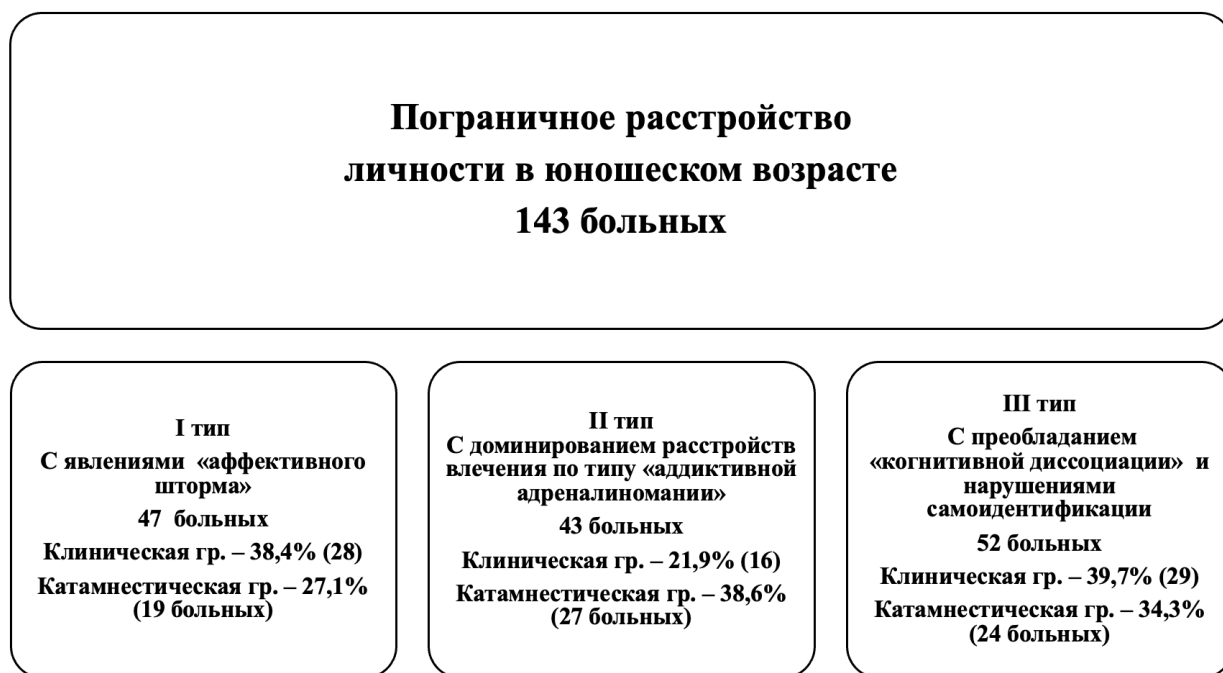 Пограничное расстройство
личности в юношеском возрасте
143 больных
I тип
С явлениями «аффективного
шторма»
47 больных
Клиническая гр. – 38,4% (28)
Катамнестическая гр. – 27,1%
(19 больных)
II тип
С доминированием расстройств
влечения по типу «аддиктивной
адреналиномании»
43 больных
Клиническая гр. – 21,9% (16)
Катамнестическая гр. – 38,6%
(27 больных)
III тип
С преобладанием
«когнитивной диссоциации» и
нарушениями
самоидентификации
52 больных
Клиническая гр. – 39,7% (29)
Катамнестическая гр. – 34,3%
(24 больных)